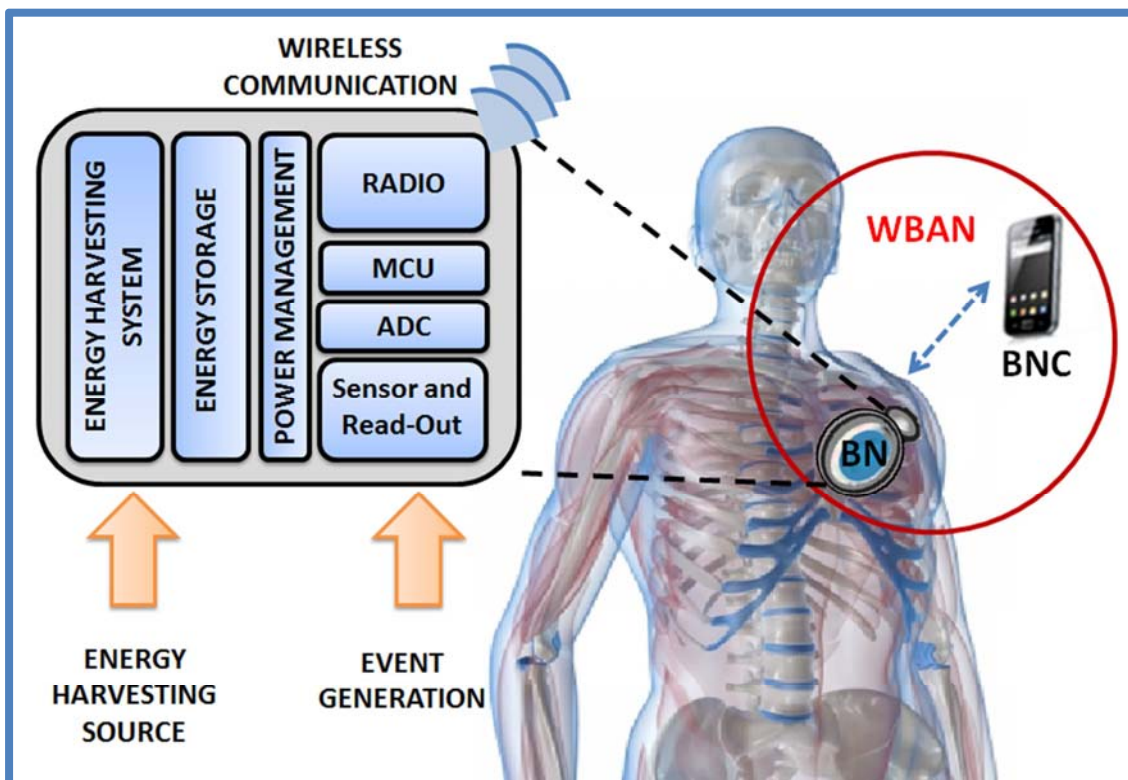 WIRELESS
COMMUNICATION
ENERGY HARVESTING
SYSTEM
ENERGY STORAGE
POWER MANAGEMENT
RADIO
MCU
ADC
Sensor and
Read-Out
WBAN
BNC
BN
ENERGY
HARVESTING
SOURCE
EVENT
GENERATION